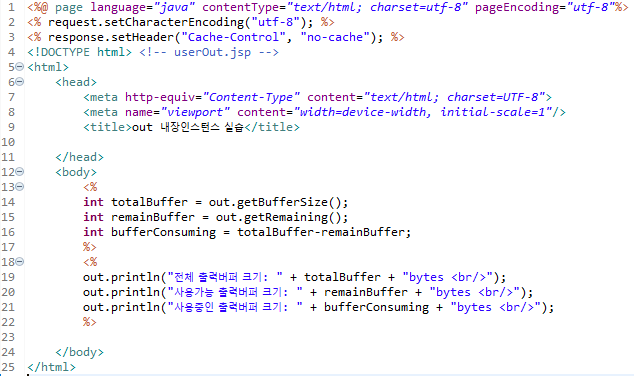 1 <%@ page language="java" contentType="text/html; charset=utf-8" pageEncoding="utf-8"%>
2 <% request.setCharacterEncoding("utf-8"); %>
3 <% response.setHeader("Cache-Control", "no-cache"); %>
4 <!DOCTYPE html> <!-- userOut.jsp -->
5 <html>
6 <head>
7 <meta http-equiv="Content-Type" content="text/html; charset=UTF-8">
8 <meta name="viewport" content="width=device-width, initial-scale=1"/>
9 <title>out 내장인스턴스 실습</title>
10
11 </head>
12 <body>
13 <%
14 int totalBuffer = out.getBufferSize();
15 int remainBuffer = out.getRemaining();
16 int bufferConsuming = totalBuffer-remainBuffer;
17 %>
18 <%
19 out.println("전체 출력버퍼 크기: " + totalBuffer + "bytes <br/>");
20 out.println("사용가능 출력버퍼 크기: " + remainBuffer + "bytes <br/>");
21 out.println("사용중인 출력버퍼 크기: " + bufferConsuming + "bytes <br/>");
22 %>
23
24 </body>
25 </html>